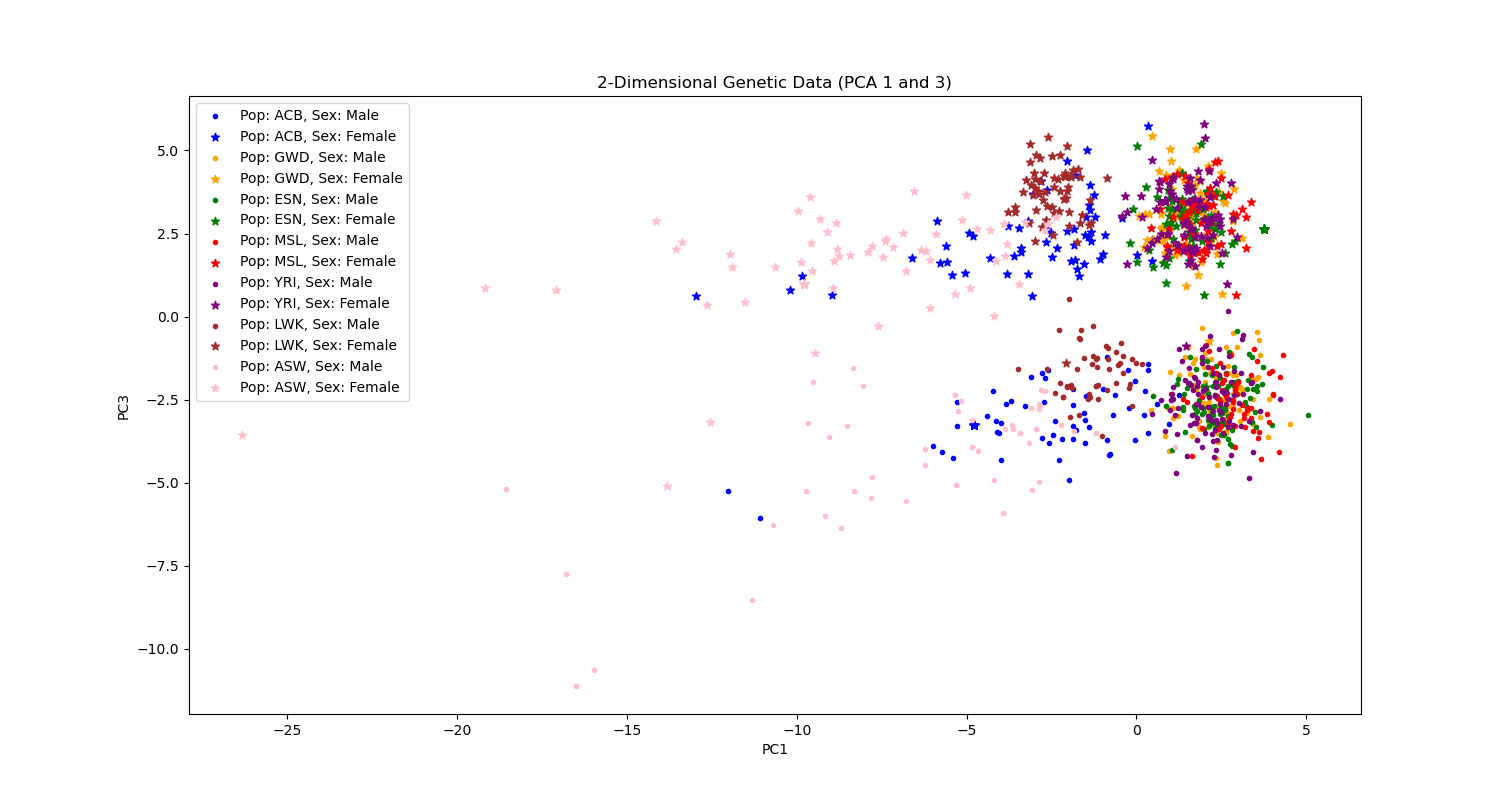 2-Dimensional Genetic Data (PCA 1 and 3)
Pop: ACB, Sex: Male
Pop: ACB, Sex: Female
Pop: GWD, Sex: Male
Pop: GWD, Sex: Female
Pop: ESN, Sex: Male
Pop: ESN, Sex: Female
Pop: MSL, Sex: Male
Pop: MSL, Sex: Female
Pop: YRI, Sex: Male
Pop: YRI, Sex: Female
Pop: LWK, Sex: Male
Pop: LWK, Sex: Female
Pop: ASW, Sex: Male
Pop: ASW, Sex: Female
5.0
2.5
0.0
−2.5
−5.0
−7.5
−10.0
PC3
−25 −20 −15 −10 −5 0 5
PC1